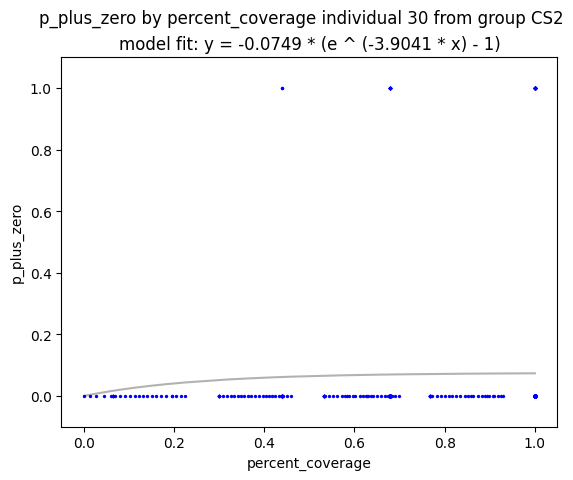 p_plus_zero by percent_coverage individual 30 from group CS2
model fit: y = -0.0749 * (e ^ (-3.9041 * x) - 1)
1.0
0.8
0.6
0.4
0.2
0.0
p_plus_zero
0.0 0.2 0.4 0.6 0.8 1.0
percent_coverage